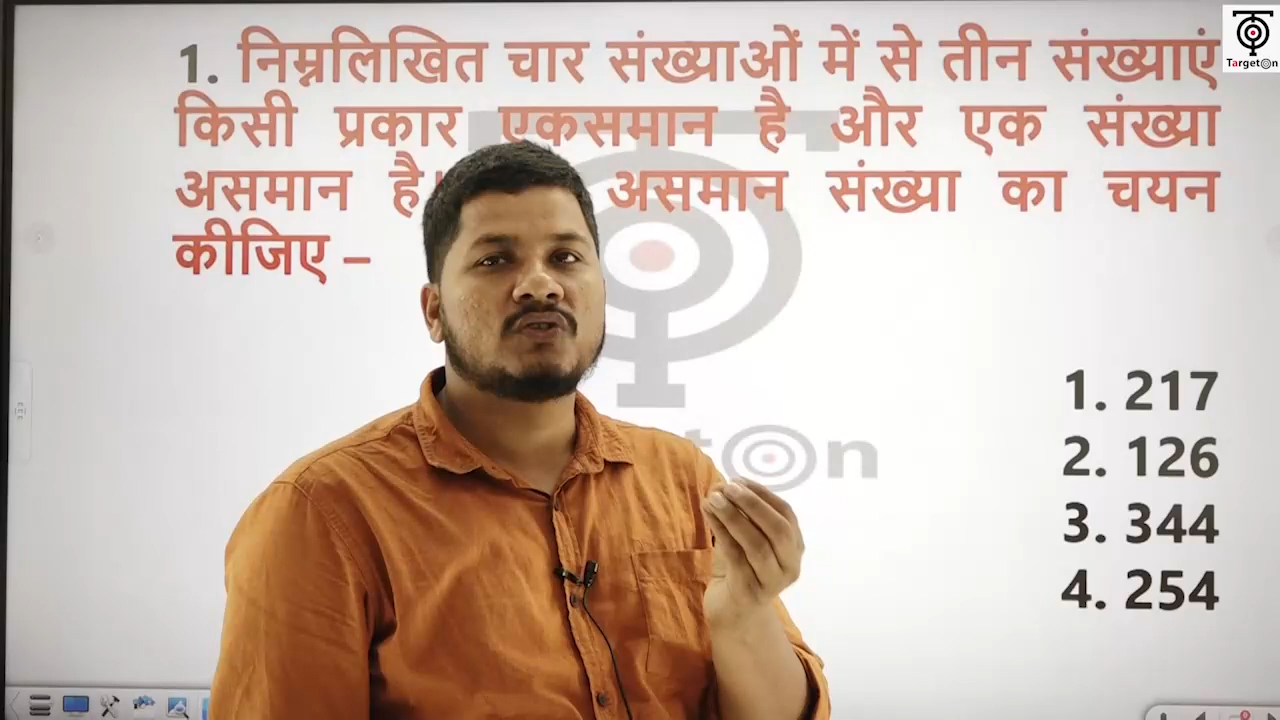 TargetOn
1. निम्नलिखित चार संख्याओं में से तीन संख्याएं
किसी प्रकार एकसमान है और एक संख्या
असमान है। असमान संख्या का चयन
कीजिए –
1. 217
2. 126
3. 344
4. 254